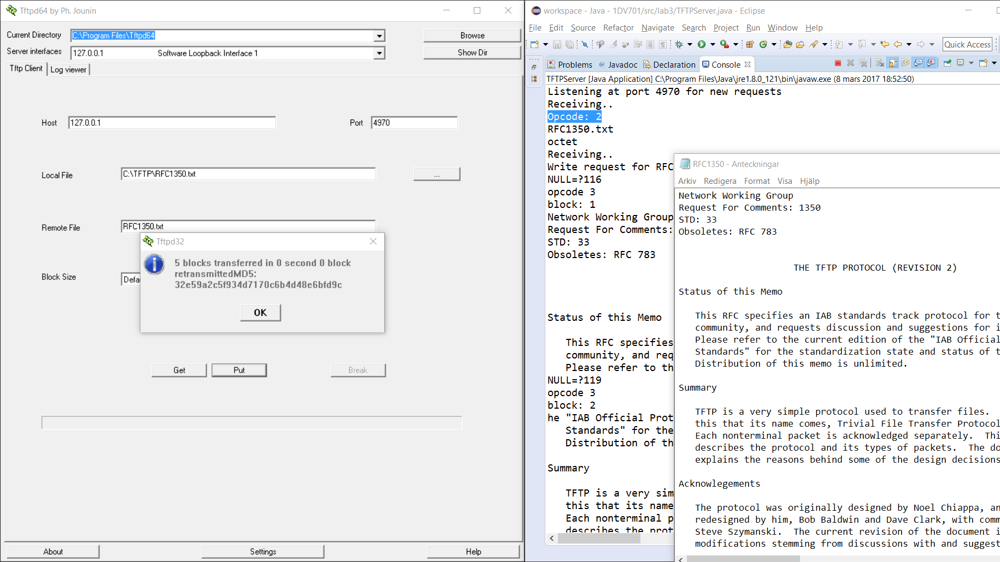 Tftpd64 by Ph. Jounin
Current Directory
C:\Program Files\Tftpd64
Browse
Server interfaces
127.0.0.1 Software Loopback Interface 1
Show Dir
Tftp Client
Log viewer
Host
127.0.0.1
Port
4970
Local File
C:\TFTP\RFC1350.txt
...
Remote File
RFC1350.txt
Block Size
Tftpd32
5 blocks transferred in 0 second 0 block
retransmittedMD5:
32e59a2c5f934d7170c6b4d48e6bfd9c
OK
Get
Put
Break
About
Settings
Help
workspace - Java - 1DV701/src/lab3/TFTPServer.java - Eclipse
File Edit Source Refactor Navigate Search Project Run Window Help
Quick Access
Problems @ Javadoc Declaration Console
TFTPServer [Java Application] C:\Program Files\Java\jre1.8.0_121\bin\javaw.exe (8 mars 2017 18:52:50)
Listening at port 4970 for new requests
Receiving..
Opcode: 2
RFC1350.txt
octet
Receiving..
Write request for RFC
NULL=?116
opcode 3
block: 1
Network Working Group
Request For Comments:
STD: 33
Obsoletes: RFC 783
Status of this Memo
This RFC specifies
community, and req
Please refer to th
NULL=?119
opcode 3
block: 2
he "IAB Official Prot
Standards" for the
Distribution of th
Summary
TFTP is a very sim
this that its name
Each nonterminal p
describes the prot
RFC1350 - Anteckningar
Arkiv Redigera Format Visa Hjälp
Network Working Group
Request For Comments: 1350
STD: 33
Obsoletes: RFC 783
THE TFTP PROTOCOL (REVISION 2)
Status of this Memo
This RFC specifies an IAB standards track protocol for t
community, and requests discussion and suggestions for i
Please refer to the current edition of the "IAB Official
Standards" for the standardization state and status of t
Distribution of this memo is unlimited.
Summary
TFTP is a very simple protocol used to transfer files.
this that its name comes, Trivial File Transfer Protocol
Each nonterminal packet is acknowledged separately. Thi
describes the protocol and its types of packets. The do
explains the reasons behind some of the design decisions
Acknowlegements
The protocol was originally designed by Noel Chiappa, an
redesigned by him, Bob Baldwin and Dave Clark, with comm
Steve Szymanski. The current revision of the document i
modifications stemming from discussions with and suggest